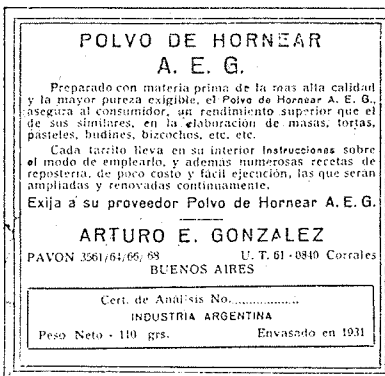 POLVO DE HORNEAR
A. E. G.
Preparado con materia prima de la mas alta calidad
y la mayor pureza exigible, el Polvo de Hornear A. E. G.,
asegura al consumidor, un rendimiento superior que el
de sus similares, en la elaboración de masas, tortas,
pasteles, budines, bizcochos, etc. etc.
Cada tarrito lleva en su interior Instrucciones sobre
el modo de emplearlo, y además numerosas recetas de
repostería, de poco costo y fácil ejecución, las que serán
ampliadas y renovadas continuamente.
Exija a su proveedor Polvo de Hornear A. E. G.
ARTURO E. GONZALEZ
PAVON 3561/64/66/68 U. T. 61 - 0840 Corrales
BUENOS AIRES
Cert. de Análisis No.................
INDUSTRIA ARGENTINA
Peso Neto - 110 grs. Envasado en 1931